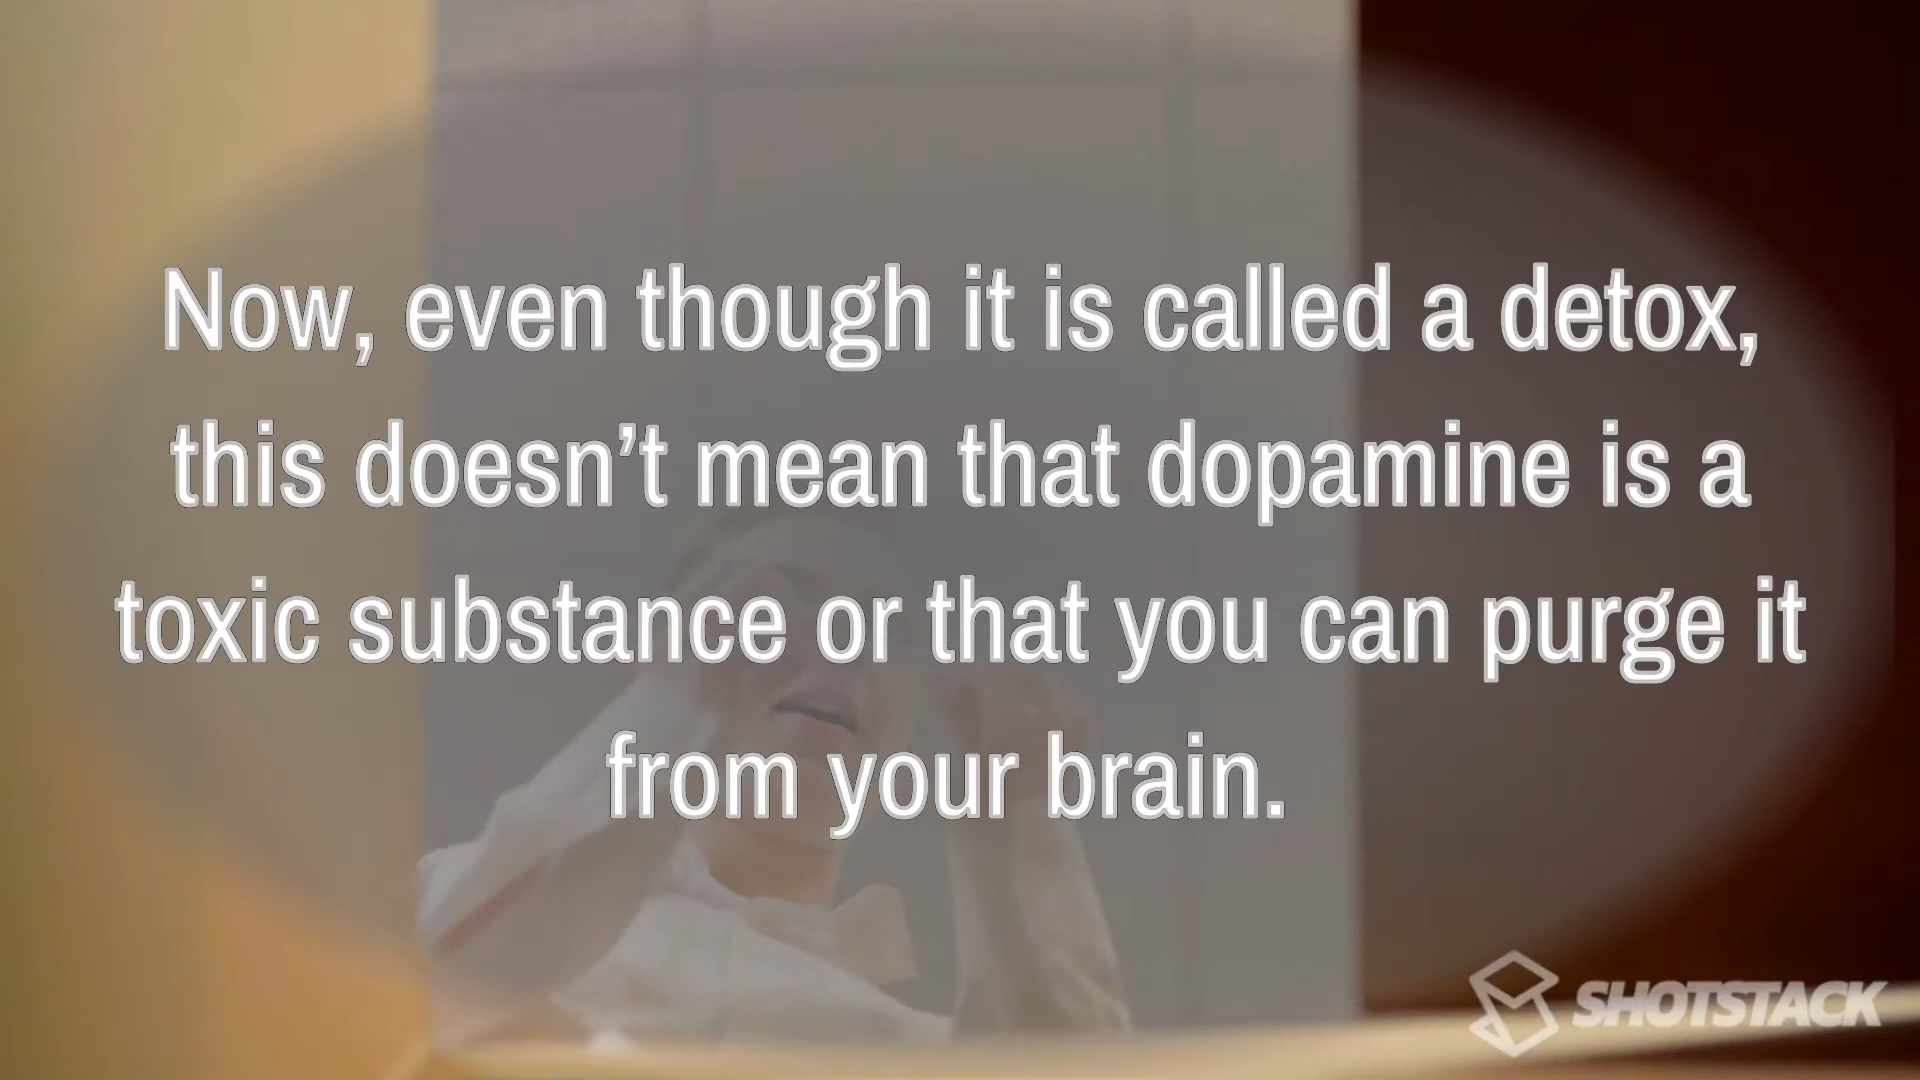 Now, even though it is called a detox,
this doesn’t mean that dopamine is a
toxic substance or that you can purge it
from your brain.
SHOTSTACK